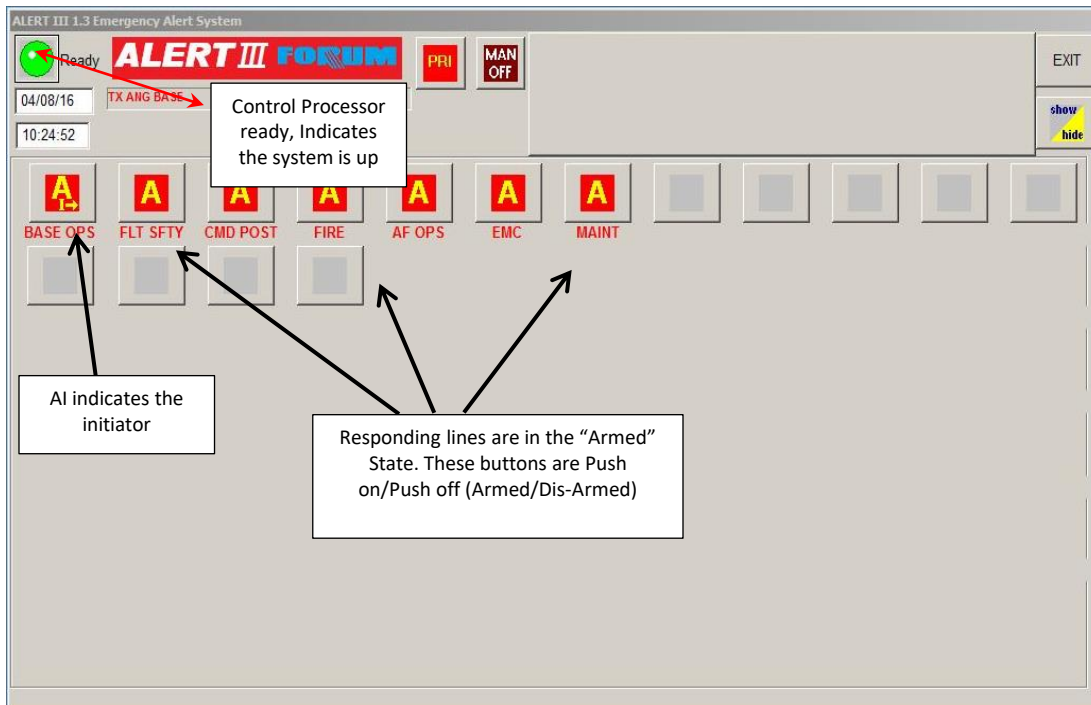 ALERT III 1.3 Emergency Alert System
Ready
ALERT III FORUM
PRI
MAN
OFF
EXIT
04/08/16
TX ANG BASE
show
hide
10:24:52
Control Processor
ready, Indicates
the system is up
A
I→
A
A
A
A
A
A
BASE OPS
FLT SFTY
CMD POST
FIRE
AF OPS
EMC
MAINT
AI indicates the
initiator
Responding lines are in the “Armed”
State. These buttons are Push
on/Push off (Armed/Dis-Armed)